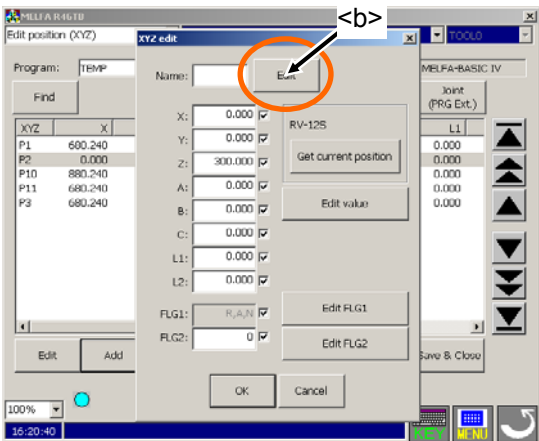 <b>
MELFA R46TB
Edit position (XYZ)
TOOL0
XYZ edit
Program: TEMP
MELFA-BASIC IV
Name:
Edit
Find
Joint
(PRG Ext.)
XYZ X L1
P1 680.240 0.000
P2 0.000 0.000
P10 880.240 0.000
P11 680.240 0.000
P3 680.240 0.000
X: 0.000
Y: 0.000
Z: 300.000
A: 0.000
B: 0.000
C: 0.000
L1: 0.000
L2: 0.000
FLG1: R,A,N
FLG2: 0
RV-12S
Get current position
Edit value
Edit FLG1
Edit FLG2
Edit
Add
Save & Close
OK
Cancel
100%
16:20:40
KEY
MENU